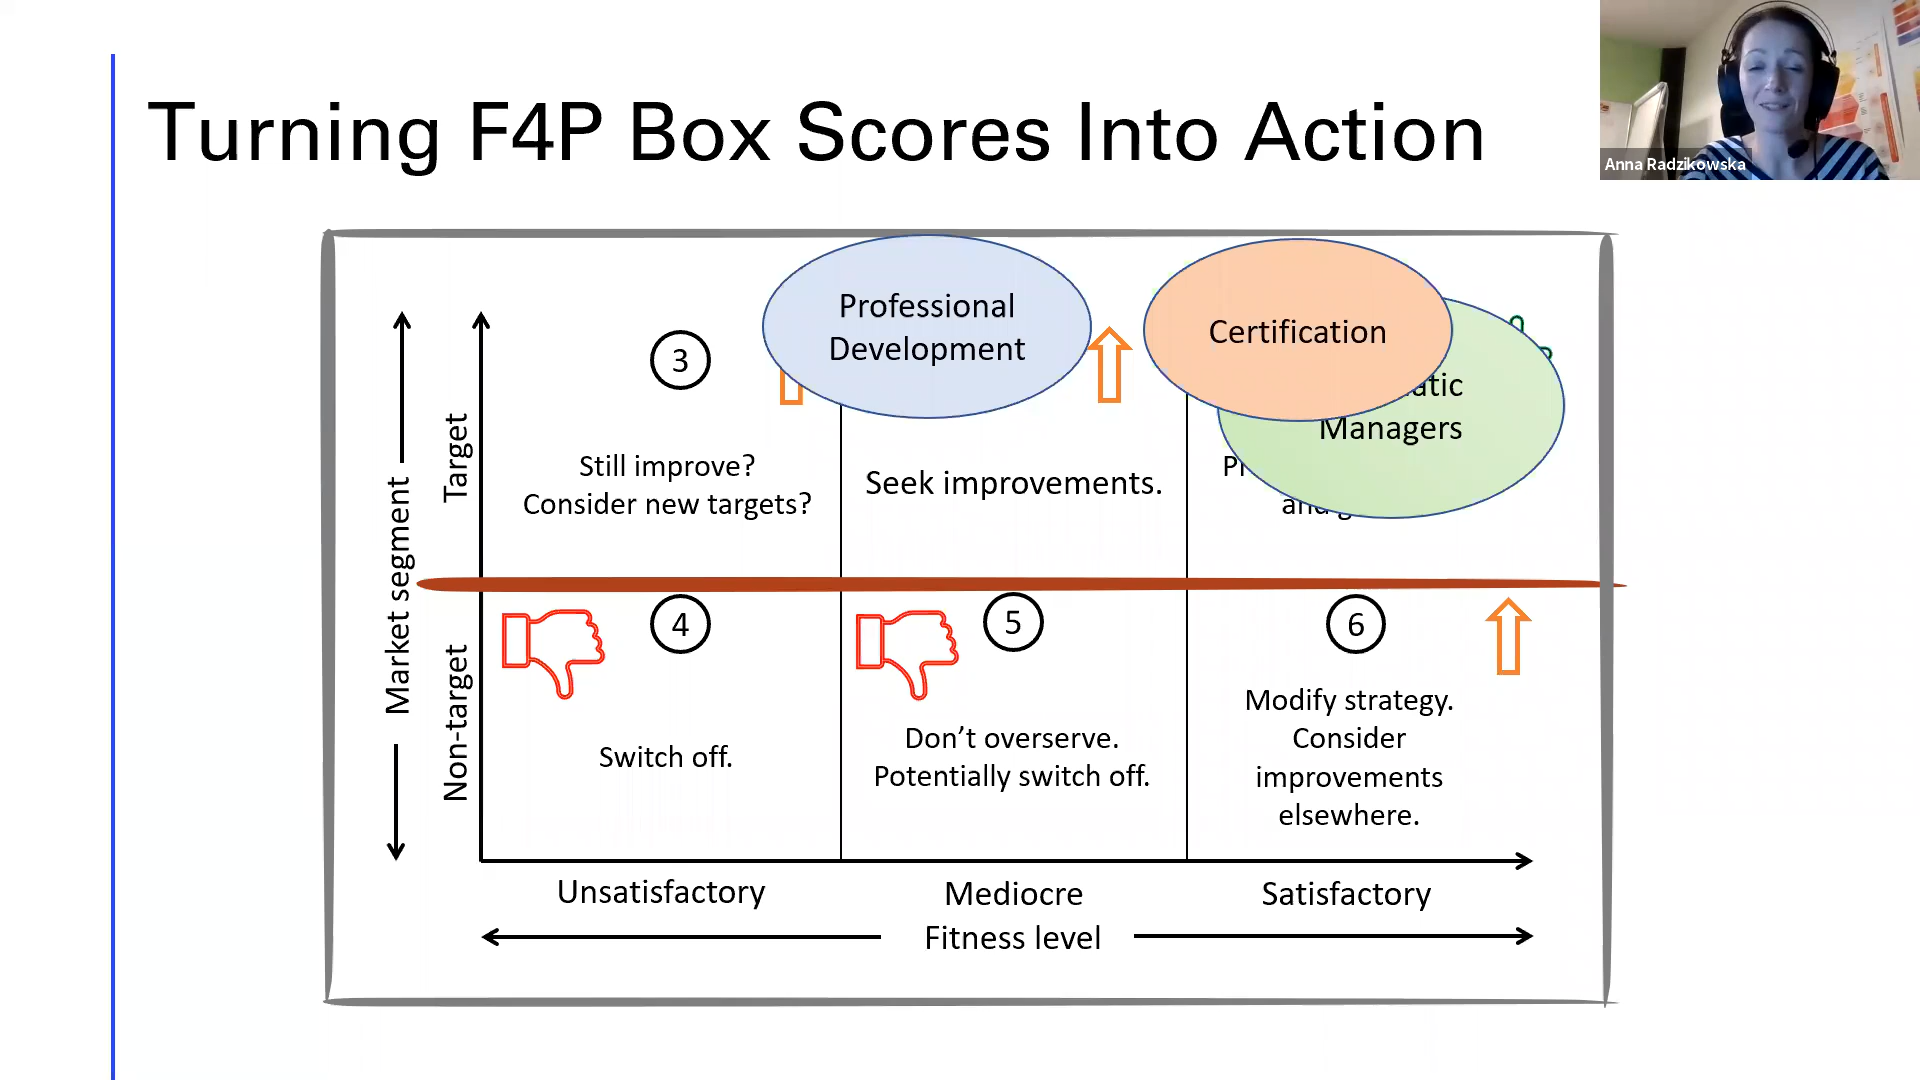 Turning F4P Box Scores Into Action
Anna Radzikowska
Professional
Development
Certification
Managers
3
Still improve?
Consider new targets?
Seek improvements.
Market segment
Target
Non-target
4
Switch off.
5
Don’t overserve.
Potentially switch off.
6
Modify strategy.
Consider
improvements
elsewhere.
Unsatisfactory
Mediocre
Satisfactory
Fitness level